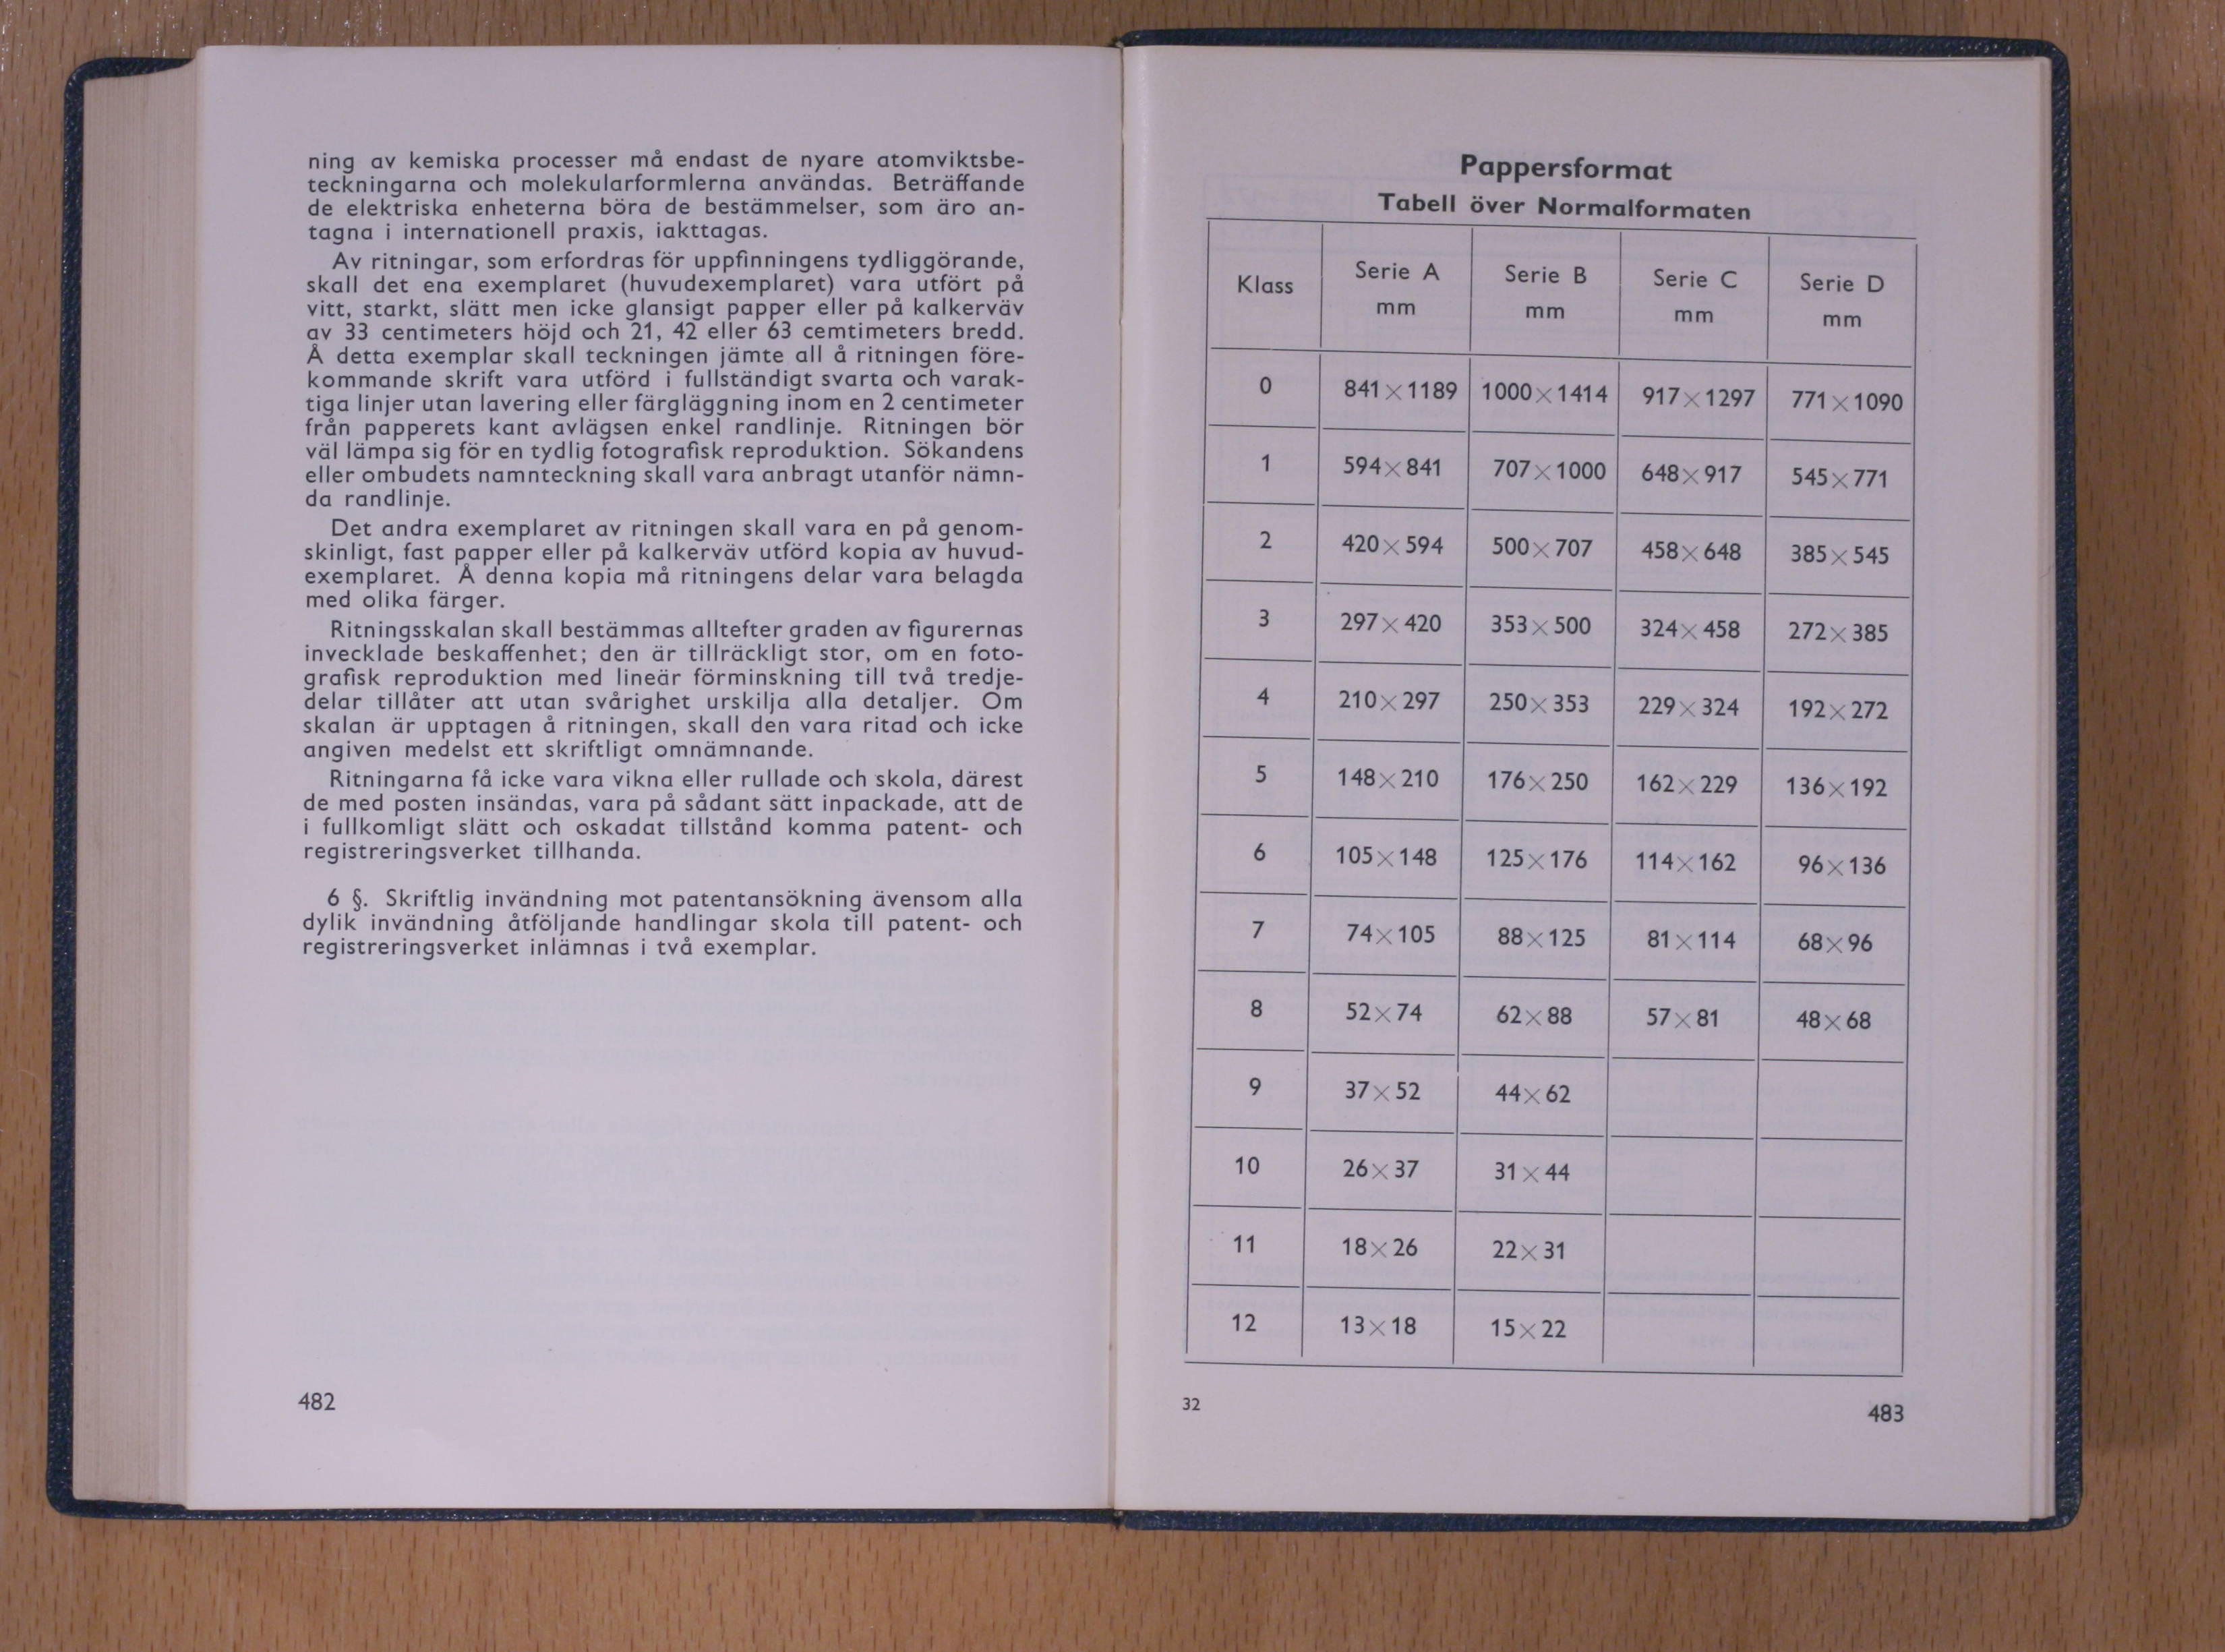 ning av kemiska processer må endast de nyare atomviktsbe-
teckningarna och molekularformlerna användas. Beträffande
de elektriska enheterna böra de bestämmelser, som äro an-
tagna i internationell praxis, iakttagas.
Av ritningar, som erfordras för uppfinningens tydliggörande,
skall det ena exemplaret (huvudexemplaret) vara utfört på
vitt, starkt, slätt men icke glansigt papper eller på kalkerväv
av 33 centimeters höjd och 21, 42 eller 63 cemtimeters bredd.
Å detta exemplar skall teckningen jämte all å ritningen före-
kommande skrift vara utförd i fullständigt svarta och varak-
tiga linjer utan lavering eller färgläggning inom en 2 centimeter
från papperets kant avlägsen enkel randlinje. Ritningen bör
väl lämpa sig för en tydlig fotografisk reproduktion. Sökandens
eller ombudets namnteckning skall vara anbragt utanför nämn-
da randlinje.
Det andra exemplaret av ritningen skall vara en på genom-
skinligt, fast papper eller på kalkerväv utförd kopia av huvud-
exemplaret. Å denna kopia må ritningens delar vara belagda
med olika färger.
Ritningsskalan skall bestämmas alltefter graden av figurernas
invecklade beskaffenhet; den är tillräckligt stor, om en foto-
grafisk reproduktion med lineär förminskning till två tredje-
delar tillåter att utan svårighet urskilja alla detaljer. Om
skalan är upptagen å ritningen, skall den vara ritad och icke
angiven medelst ett skriftligt omnämnande.
Ritningarna få icke vara vikna eller rullade och skola, därest
de med posten insändas, vara på sådant sätt inpackade, att de
i fullkomligt slätt och oskadat tillstånd komma patent- och
registreringsverket tillhanda.
6 §. Skriftlig invändning mot patentansökning ävensom alla
dylik invändning åtföljande handlingar skola till patent- och
registreringsverket inlämnas i två exemplar.
482
Pappersformat
Tabell över Normalformaten
Klass Serie A mm Serie B mm Serie C mm Serie D mm
0 841×1189 1000×1414 917×1297 771×1090
1 594×841 707×1000 648×917 545×771
2 420×594 500×707 458×648 385×545
3 297×420 353×500 324×458 272×385
4 210×297 250×353 229×324 192×272
5 148×210 176×250 162×229 136×192
6 105×148 125×176 114×162 96×136
7 74×105 88×125 81×114 68×96
8 52×74 62×88 57×81 48×68
9 37×52 44×62
10 26×37 31×44
11 18×26 22×31
12 13×18 15×22
32 483